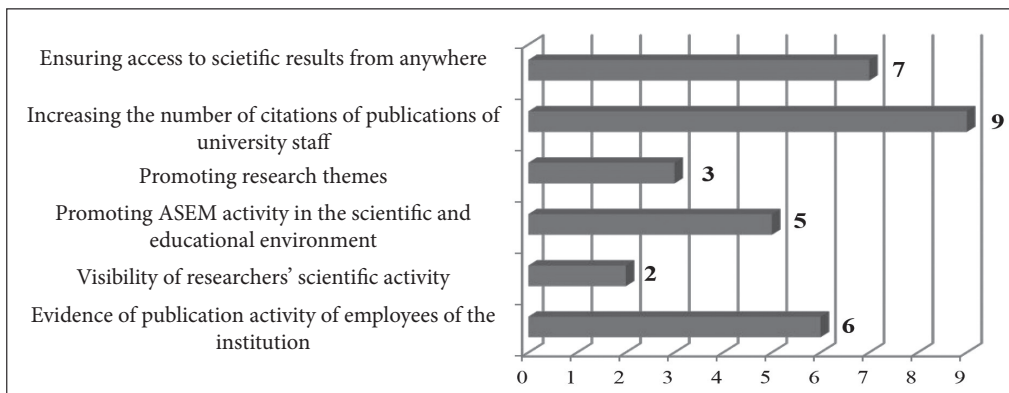 Ensuring access to scietific results from anywhere
7
Increasing the number of citations of publications of
university staff
9
Promoting research themes
3
Promoting ASEM activity in the scientific and
educational environment
5
Visibility of researchers’ scientific activity
2
Evidence of publication activity of employees of the
institution
6
0 1 2 3 4 5 6 7 8 9